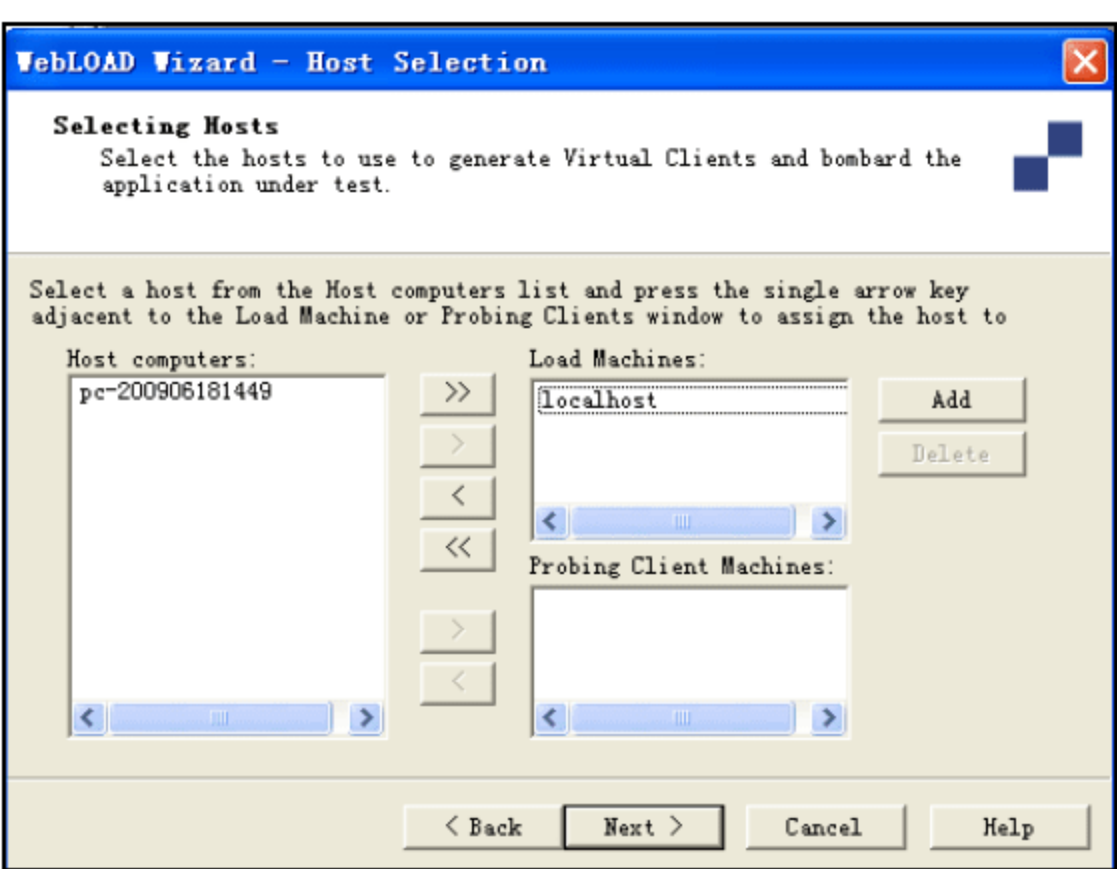 WebLOAD Wizard - Host Selection
Selecting Hosts
Select the hosts to use to generate Virtual Clients and bombard the
application under test.
Select a host from the Host computers list and press the single arrow key
adjacent to the Load Machine or Probing Clients window to assign the host to
Host computers:
pc-200906181449
>>
>
<
<<
>
<
Load Machines:
localhost
Add
Delete
Probing Client Machines:
< Back
Next >
Cancel
Help